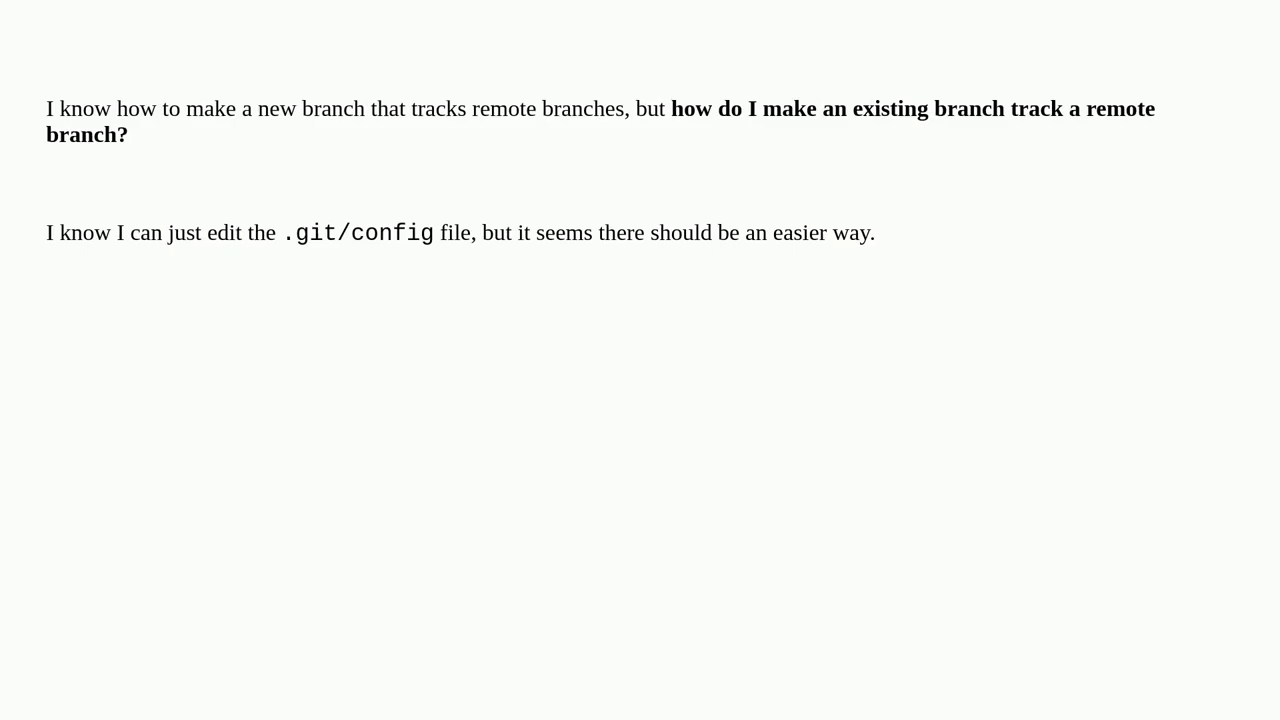 I know how to make a new branch that tracks remote branches, but how do I make an existing branch track a remote
branch?
I know I can just edit the .git/config file, but it seems there should be an easier way.